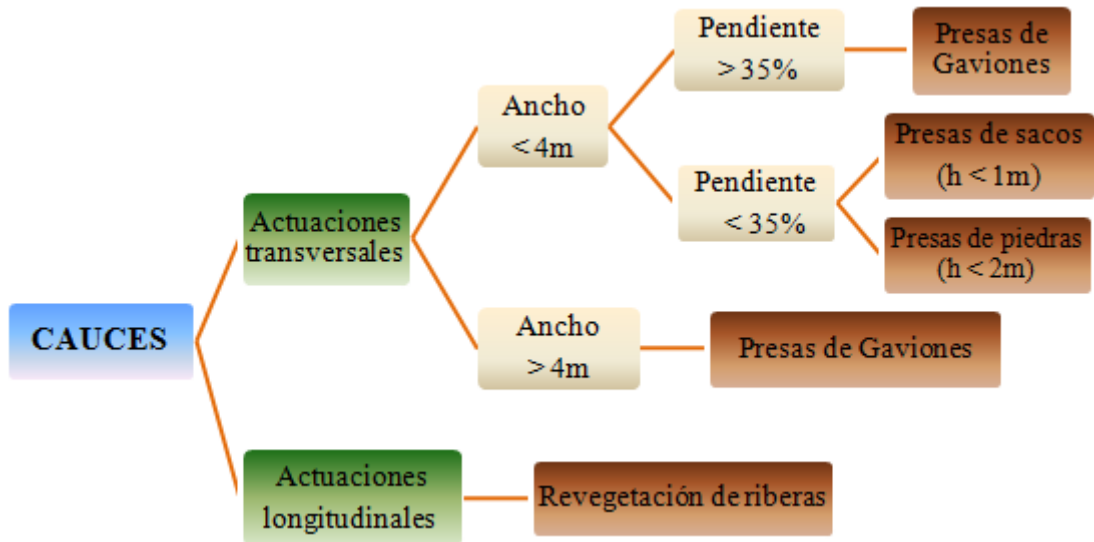 CAUCES
Actuaciones
transversales
Ancho
< 4m
Pendiente
> 35%
Presas de
Gaviones
Pendiente
< 35%
Presas de sacos
(h < 1m)
Presas de piedras
(h < 2m)
Ancho
> 4m
Presas de Gaviones
Actuaciones
longitudinales
Revegetación de riberas